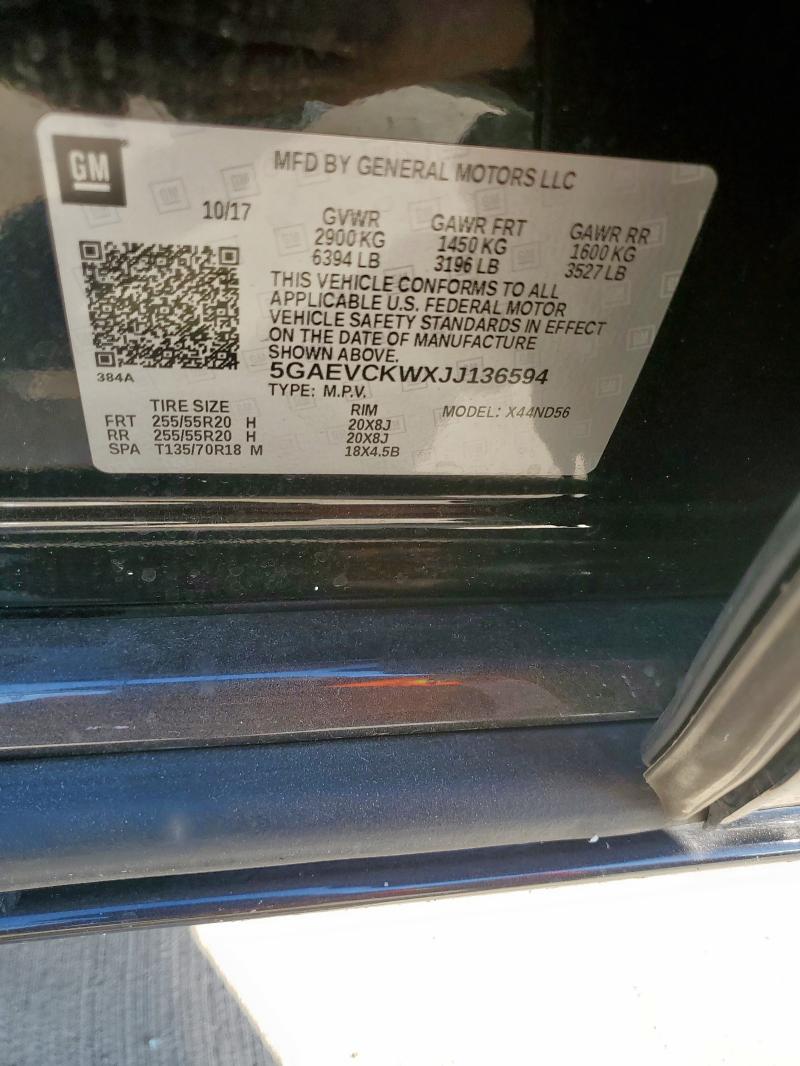 GM
MFD BY GENERAL MOTORS LLC
10/17
GVWR GAWR FRT GAWR RR
2900 KG 1450 KG 1600 KG
6394 LB 3196 LB 3527 LB
THIS VEHICLE CONFORMS TO ALL
APPLICABLE U.S. FEDERAL MOTOR
VEHICLE SAFETY STANDARDS IN EFFECT
ON THE DATE OF MANUFACTURE
SHOWN ABOVE.
384A
5GAEVCKWXJJ136594
TYPE: M.P.V.
TIRE SIZE RIM MODEL: X44ND56
FRT 255/55R20 H 20X8J
RR 255/55R20 H 20X8J
SPA T135/70R18 M 18X4.5B